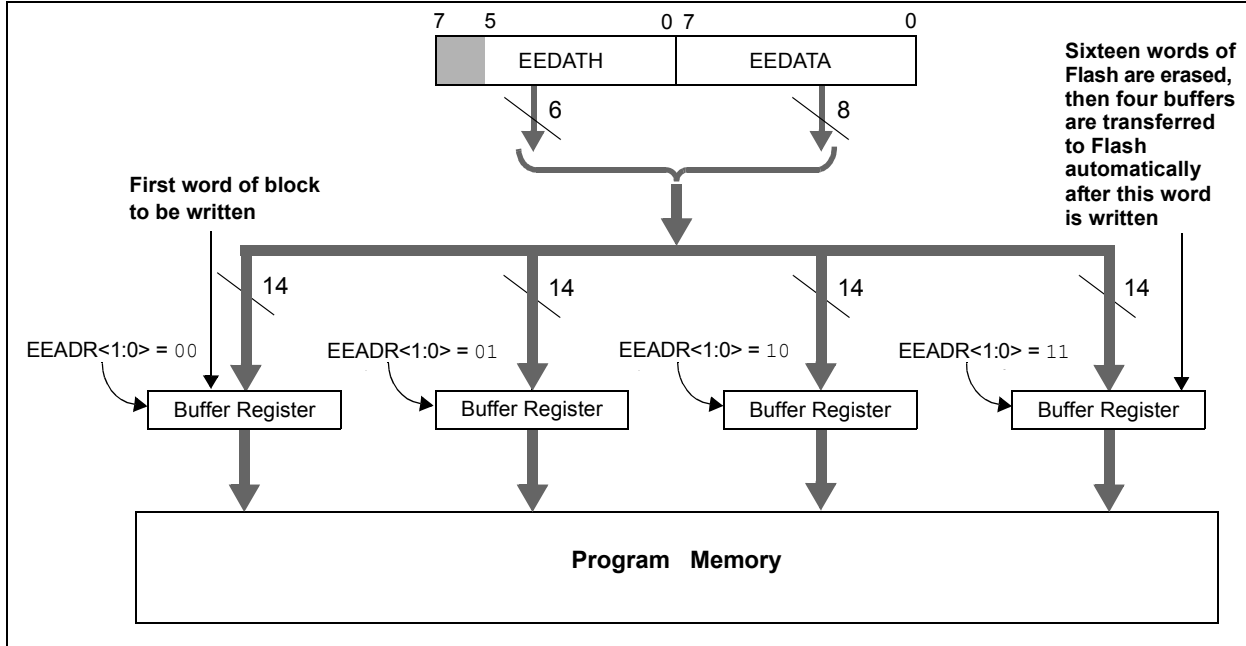 7 5 0 7 0
EEDATH EEDATA
6 8
Sixteen words of
Flash are erased,
then four buffers
are transferred
to Flash
automatically
after this word
is written
First word of block
to be written
14 14 14 14
EEADR<1:0> = 00 EEADR<1:0> = 01 EEADR<1:0> = 10 EEADR<1:0> = 11
Buffer Register Buffer Register Buffer Register Buffer Register
Program Memory